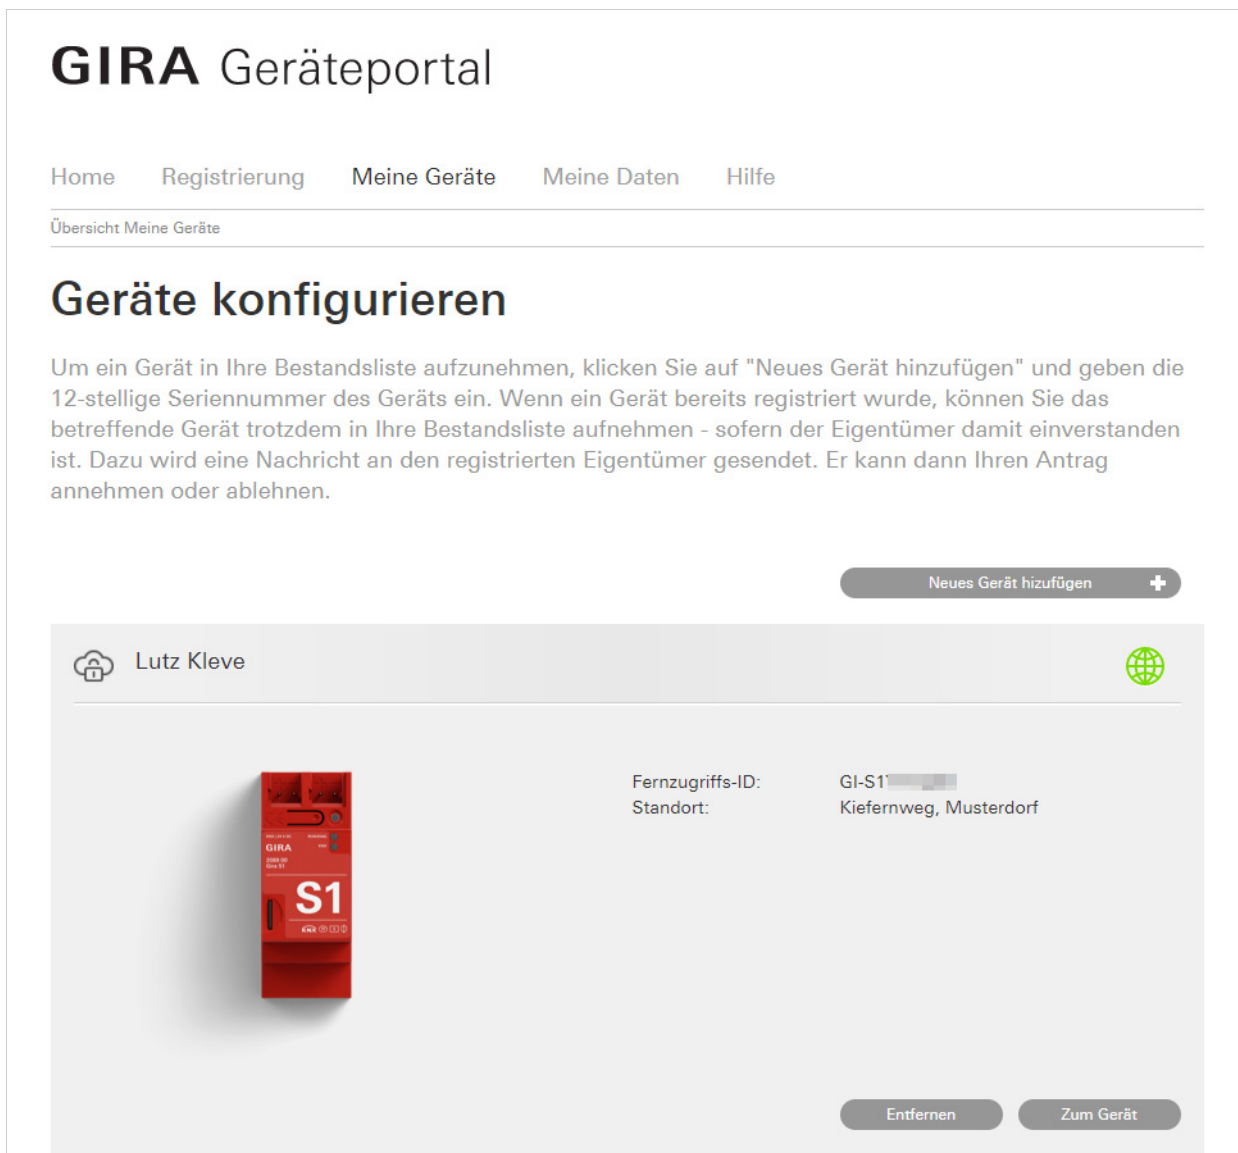 GIRA Geräteportal
Home Registrierung Meine Geräte Meine Daten Hilfe
Übersicht Meine Geräte
Geräte konfigurieren
Um ein Gerät in Ihre Bestandsliste aufzunehmen, klicken Sie auf "Neues Gerät hinzufügen" und geben die
12-stellige Seriennummer des Geräts ein. Wenn ein Gerät bereits registriert wurde, können Sie das
betreffende Gerät trotzdem in Ihre Bestandsliste aufnehmen - sofern der Eigentümer damit einverstanden
ist. Dazu wird eine Nachricht an den registrierten Eigentümer gesendet. Er kann dann Ihren Antrag
annehmen oder ablehnen.
Neues Gerät hizufügen
Lutz Kleve
Fernzugriffs-ID: GI-S1
Standort: Kiefernweg, Musterdorf
GIRA
S1
KNX
Entfernen Zum Gerät